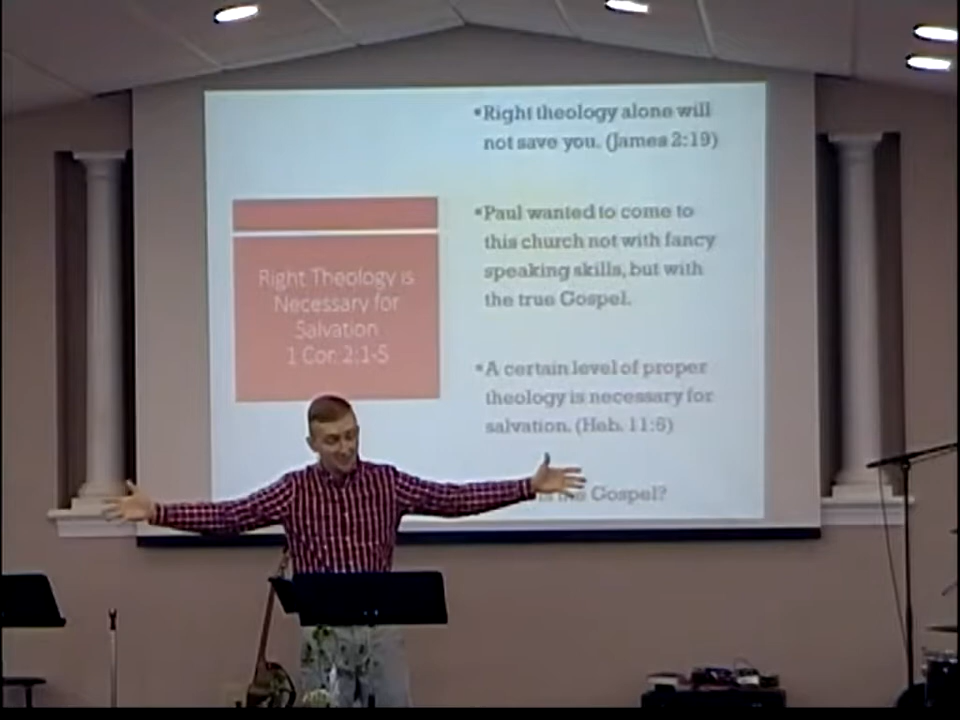 Right Theology is
Necessary for
Salvation
1 Cor. 2:1-5
▪Right theology alone will
not save you. (James 2:19)
▪Paul wanted to come to
this church not with fancy
speaking skills, but with
the true Gospel.
▪A certain level of proper
theology is necessary for
salvation. (Heb. 11:6)
is the Gospel?